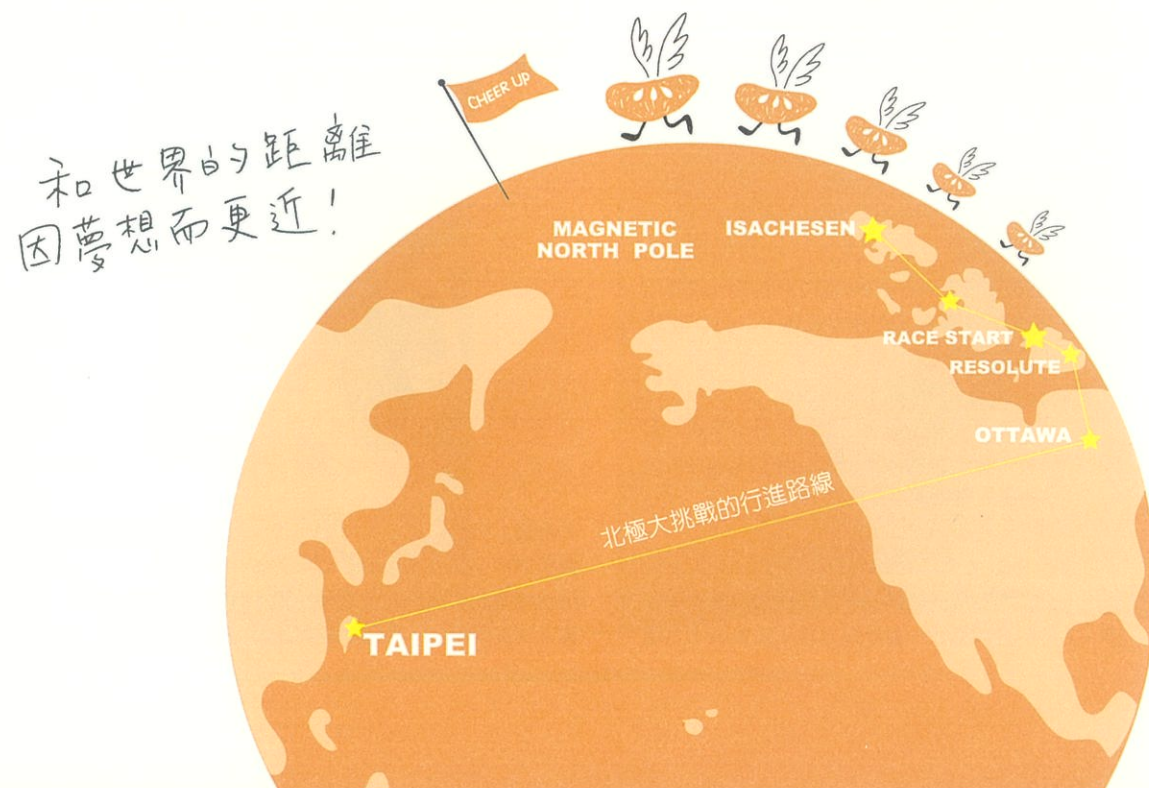 CHEER UP
和世界的距離
因夢想而更近！
MAGNETIC
NORTH POLE
ISACHESEN
RACE START
RESOLUTE
OTTAWA
北極大挑戰的行進路線
TAIPEI